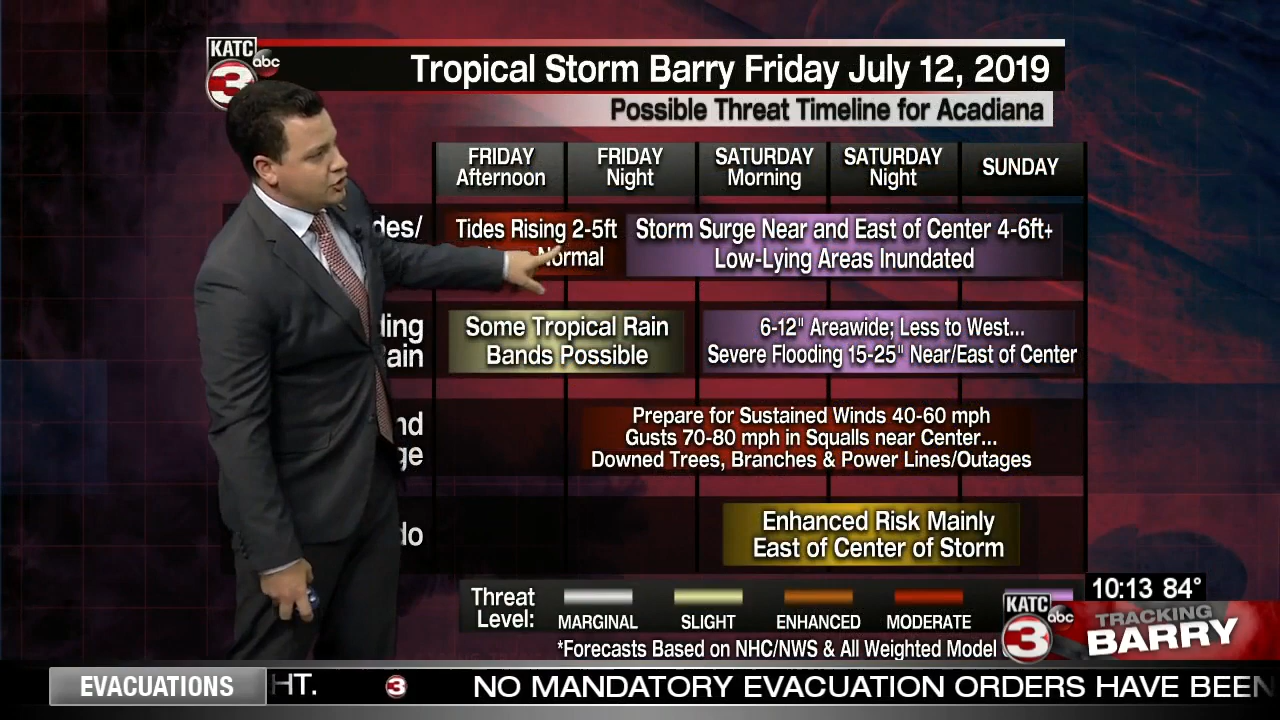 KATC
abc
3
Tropical Storm Barry Friday July 12, 2019
Possible Threat Timeline for Acadiana
FRIDAY
Afternoon
FRIDAY
Night
SATURDAY
Morning
SATURDAY
Night
SUNDAY
des/
Tides Rising 2-5ft
Normal
Storm Surge Near and East of Center 4-6ft+
Low-Lying Areas Inundated
ding
ain
Some Tropical Rain
Bands Possible
6-12" Areawide; Less to West...
Severe Flooding 15-25" Near/East of Center
nd
ge
Prepare for Sustained Winds 40-60 mph
Gusts 70-80 mph in Squalls near Center...
Downed Trees, Branches & Power Lines/Outages
do
Enhanced Risk Mainly
East of Center of Storm
Threat
Level:
MARGINAL
SLIGHT
ENHANCED
MODERATE
*Forecasts Based on NHC/NWS & All Weighted Model
10:13 84°
KATC
abc
3
TRACKING
BARRY
EVACUATIONS
HT.
3
NO MANDATORY EVACUATION ORDERS HAVE BEEN